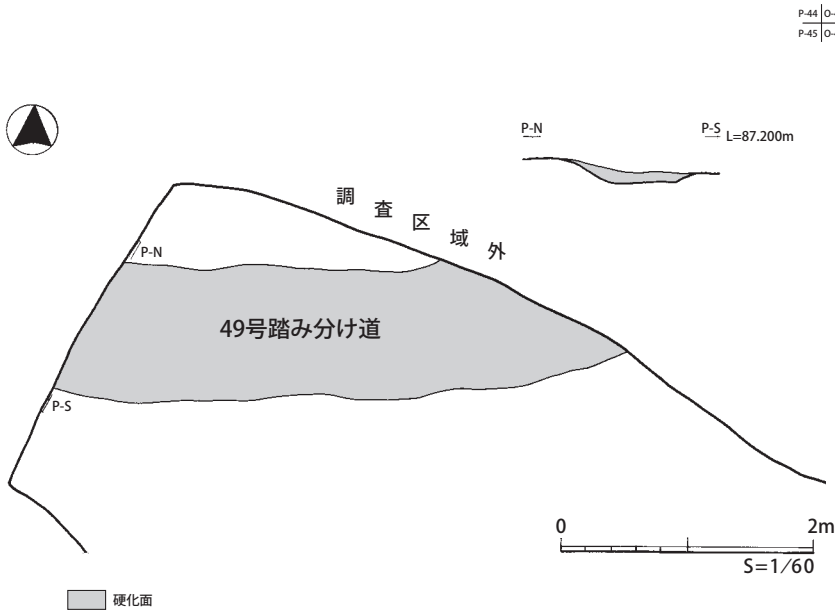 P-44 O-
P-45 O-
P-N P-S L=87.200m
調査区域外
P-N
49号踏み分け道
P-S
0 2m
S=1/60
硬化面